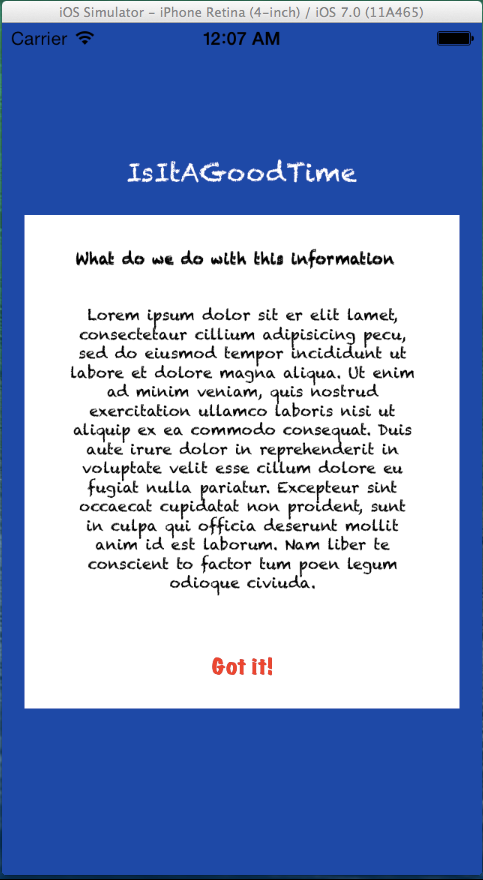 iOS Simulator - iPhone Retina (4-inch) / iOS 7.0 (11A465)
Carrier 12:07 AM
IsItAGoodTime
What do we do with this information
Lorem ipsum dolor sit er elit lamet,
consectetaur cillium adipisicing pecu,
sed do eiusmod tempor incididunt ut
labore et dolore magna aliqua. Ut enim
ad minim veniam, quis nostrud
exercitation ullamco laboris nisi ut
aliquip ex ea commodo consequat. Duis
aute irure dolor in reprehenderit in
voluptate velit esse cillum dolore eu
fugiat nulla pariatur. Excepteur sint
occaecat cupidatat non proident, sunt
in culpa qui officia deserunt mollit
anim id est laborum. Nam liber te
conscient to factor tum poen legum
odioque civiuda.
Got it!